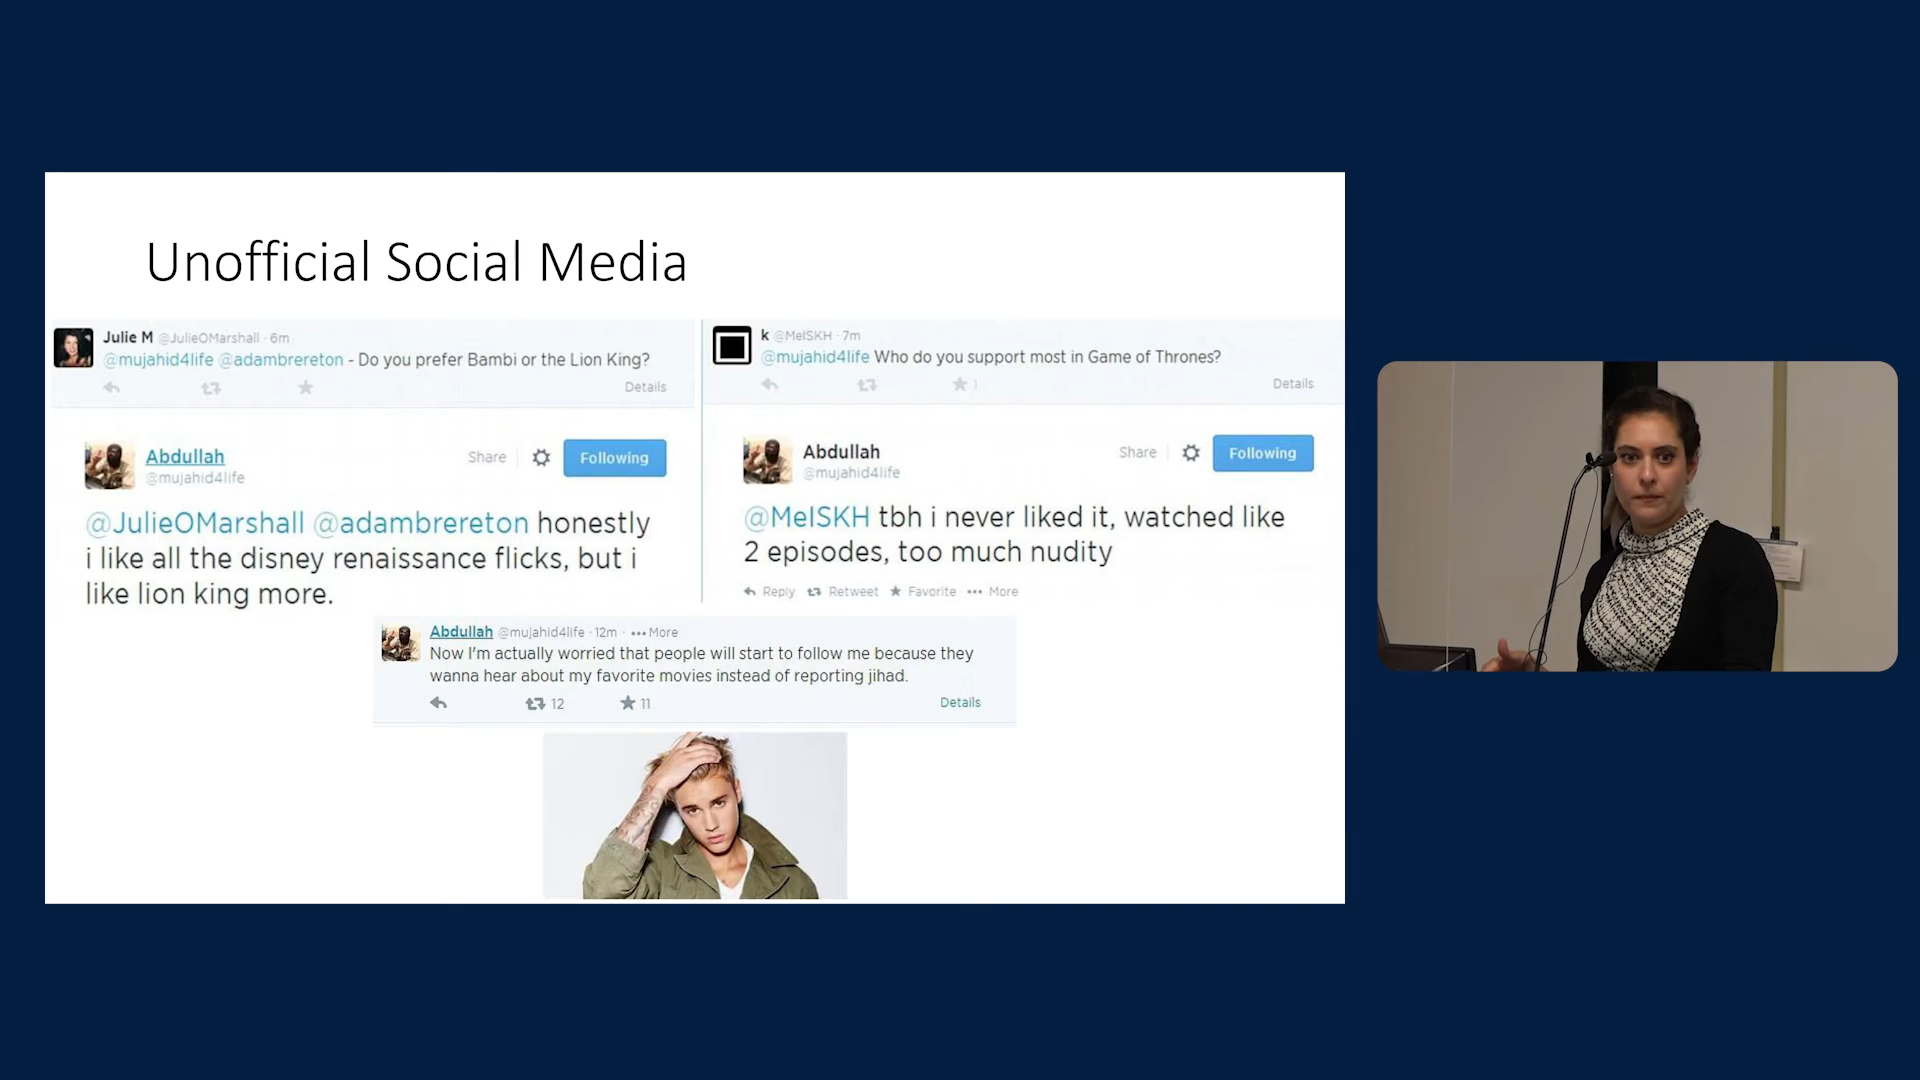 Unofficial Social Media
Julie M @JulieOMarshall · 6m
@mujahid4life @adambrereton - Do you prefer Bambi or the Lion King?
Details
Abdullah
@mujahid4life
Share
Following
@JulieOMarshall @adambrereton honestly
i like all the disney renaissance flicks, but i
like lion king more.
k @MeISKH · 7m
@mujahid4life Who do you support most in Game of Thrones?
1
Details
Abdullah
@mujahid4life
Share
Following
@MeISKH tbh i never liked it, watched like
2 episodes, too much nudity
Reply Retweet Favorite ••• More
Abdullah @mujahid4life · 12m · ••• More
Now I'm actually worried that people will start to follow me because they
wanna hear about my favorite movies instead of reporting jihad.
12 11
Details